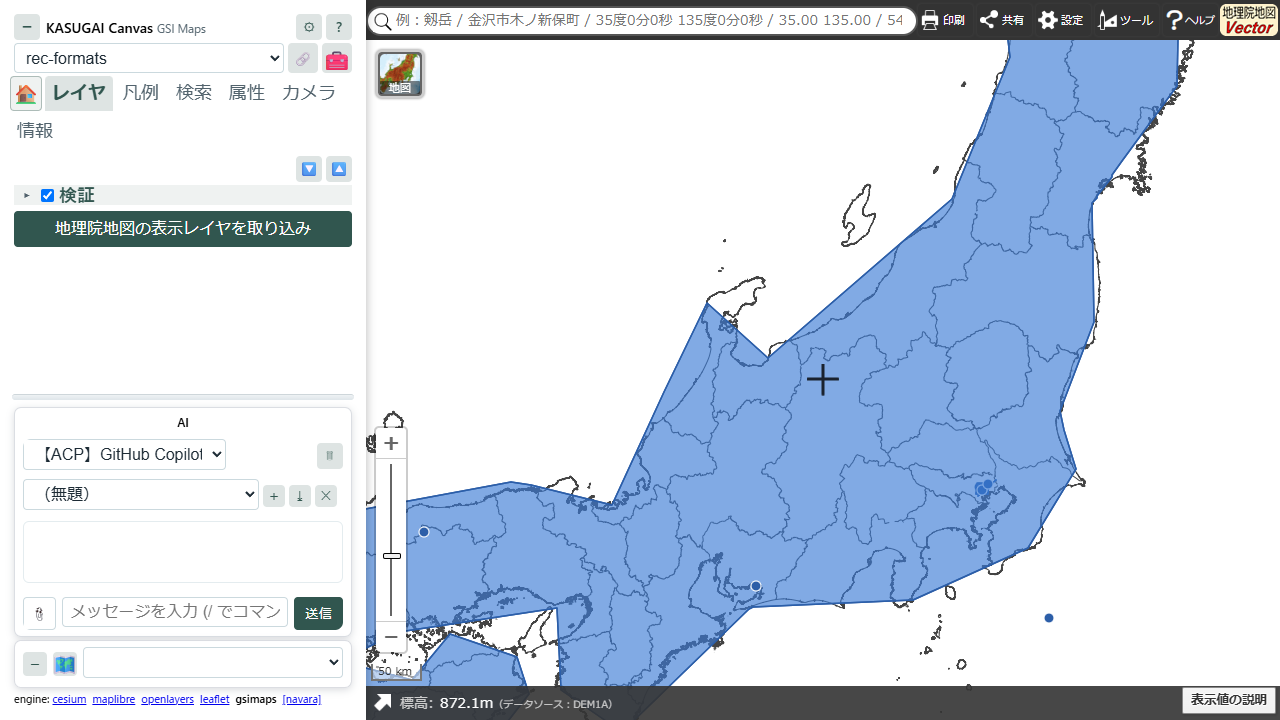 KASUGAI Canvas GSI Maps
?
rec-formats
レイヤ 凡例 検索 属性 カメラ
情報
検証
地理院地図の表示レイヤを取り込み
AI
【ACP】GitHub Copilot
（無題）
メッセージを入力 (/ でコマン
送信
engine: cesium maplibre openlayers leaflet gsimaps [navara]
例：剱岳 / 金沢市木ノ新保町 / 35度0分0秒 135度0分0秒 / 35.00 135.00 / 54
印刷 共有 設定 ツール ヘルプ
地理院地図
Vector
地図
50 km
標高: 872.1m (データソース：DEM1A)
表示値の説明